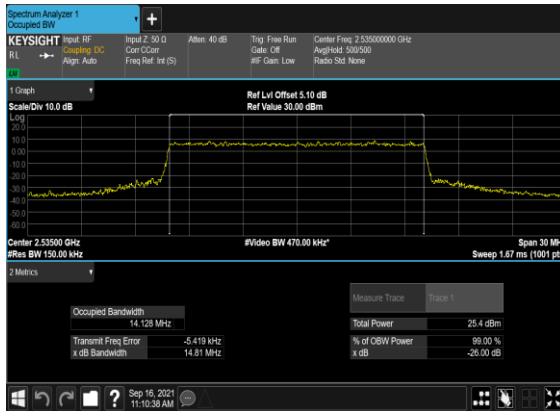 Spectrum Analyzer 1
Occupied BW
KEYSIGHT Input: RF Input Z: 50 Ω Atten: 40 dB Trig: Free Run Center Freq: 2.535000000 GHz
RL Coupling: DC Corr CCorr Gate: Off Avg|Hold: 500/500
Align: Auto Freq Ref: Int (S) #IF Gain: Low Radio Std: None
1 Graph
Ref Lvl Offset 5.10 dB
Scale/Div 10.0 dB Ref Value 30.00 dBm
Log
20.0
10.0
0.00
-10.0
-20.0
-30.0
-40.0
-50.0
-60.0
Center 2.53500 GHz #Video BW 470.00 kHz* Span 30 MH
#Res BW 150.00 kHz Sweep 1.67 ms (1001 pt
2 Metrics
Measure Trace Trace 1
Occupied Bandwidth
14.128 MHz
Total Power 25.4 dBm
Transmit Freq Error -5.419 kHz
% of OBW Power 99.00 %
x dB Bandwidth 14.81 MHz
x dB -26.00 dB
?
Sep 16, 2021
11:10:38 AM